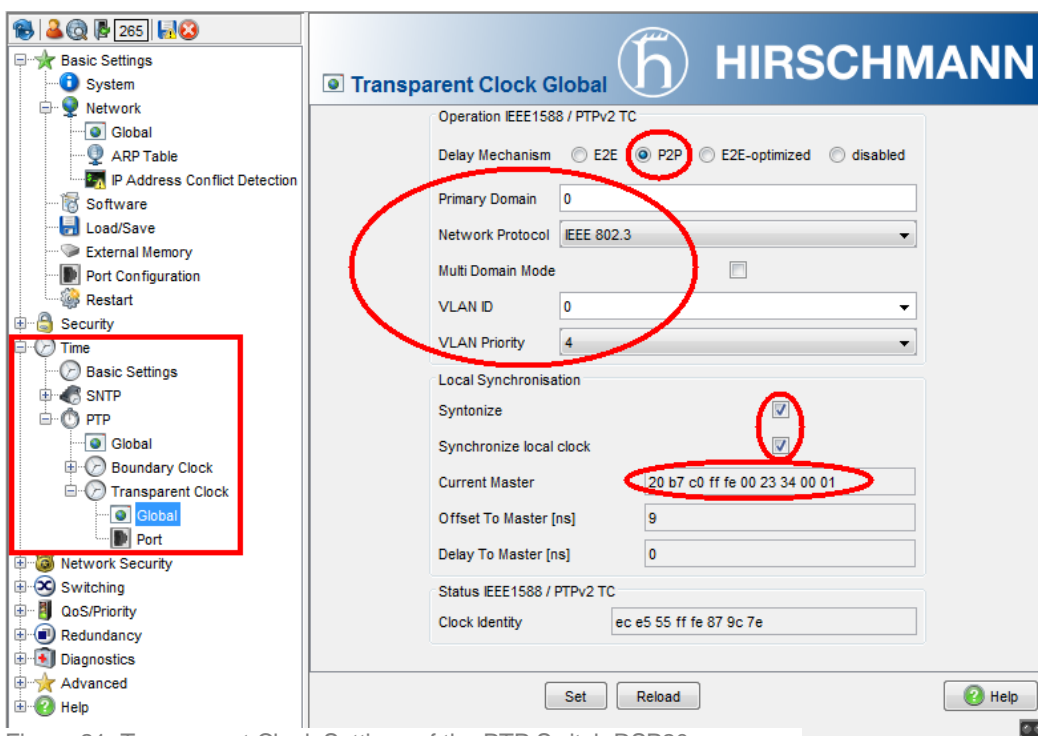 265
Basic Settings
System
Network
Global
ARP Table
IP Address Conflict Detection
Software
Load/Save
External Memory
Port Configuration
Restart
Security
Time
Basic Settings
SNTP
PTP
Global
Boundary Clock
Transparent Clock
Global
Port
Network Security
Switching
QoS/Priority
Redundancy
Diagnostics
Advanced
Help
HIRSCHMANN
Transparent Clock Global
Operation IEEE1588 / PTPv2 TC
Delay Mechanism E2E P2P E2E-optimized disabled
Primary Domain 0
Network Protocol IEEE 802.3
Multi Domain Mode
VLAN ID 0
VLAN Priority 4
Local Synchronisation
Syntonize
Synchronize local clock
Current Master 20 b7 c0 ff fe 00 23 34 00 01
Offset To Master [ns] 9
Delay To Master [ns] 0
Status IEEE1588 / PTPv2 TC
Clock Identity ec e5 55 ff fe 87 9c 7e
Set Reload Help